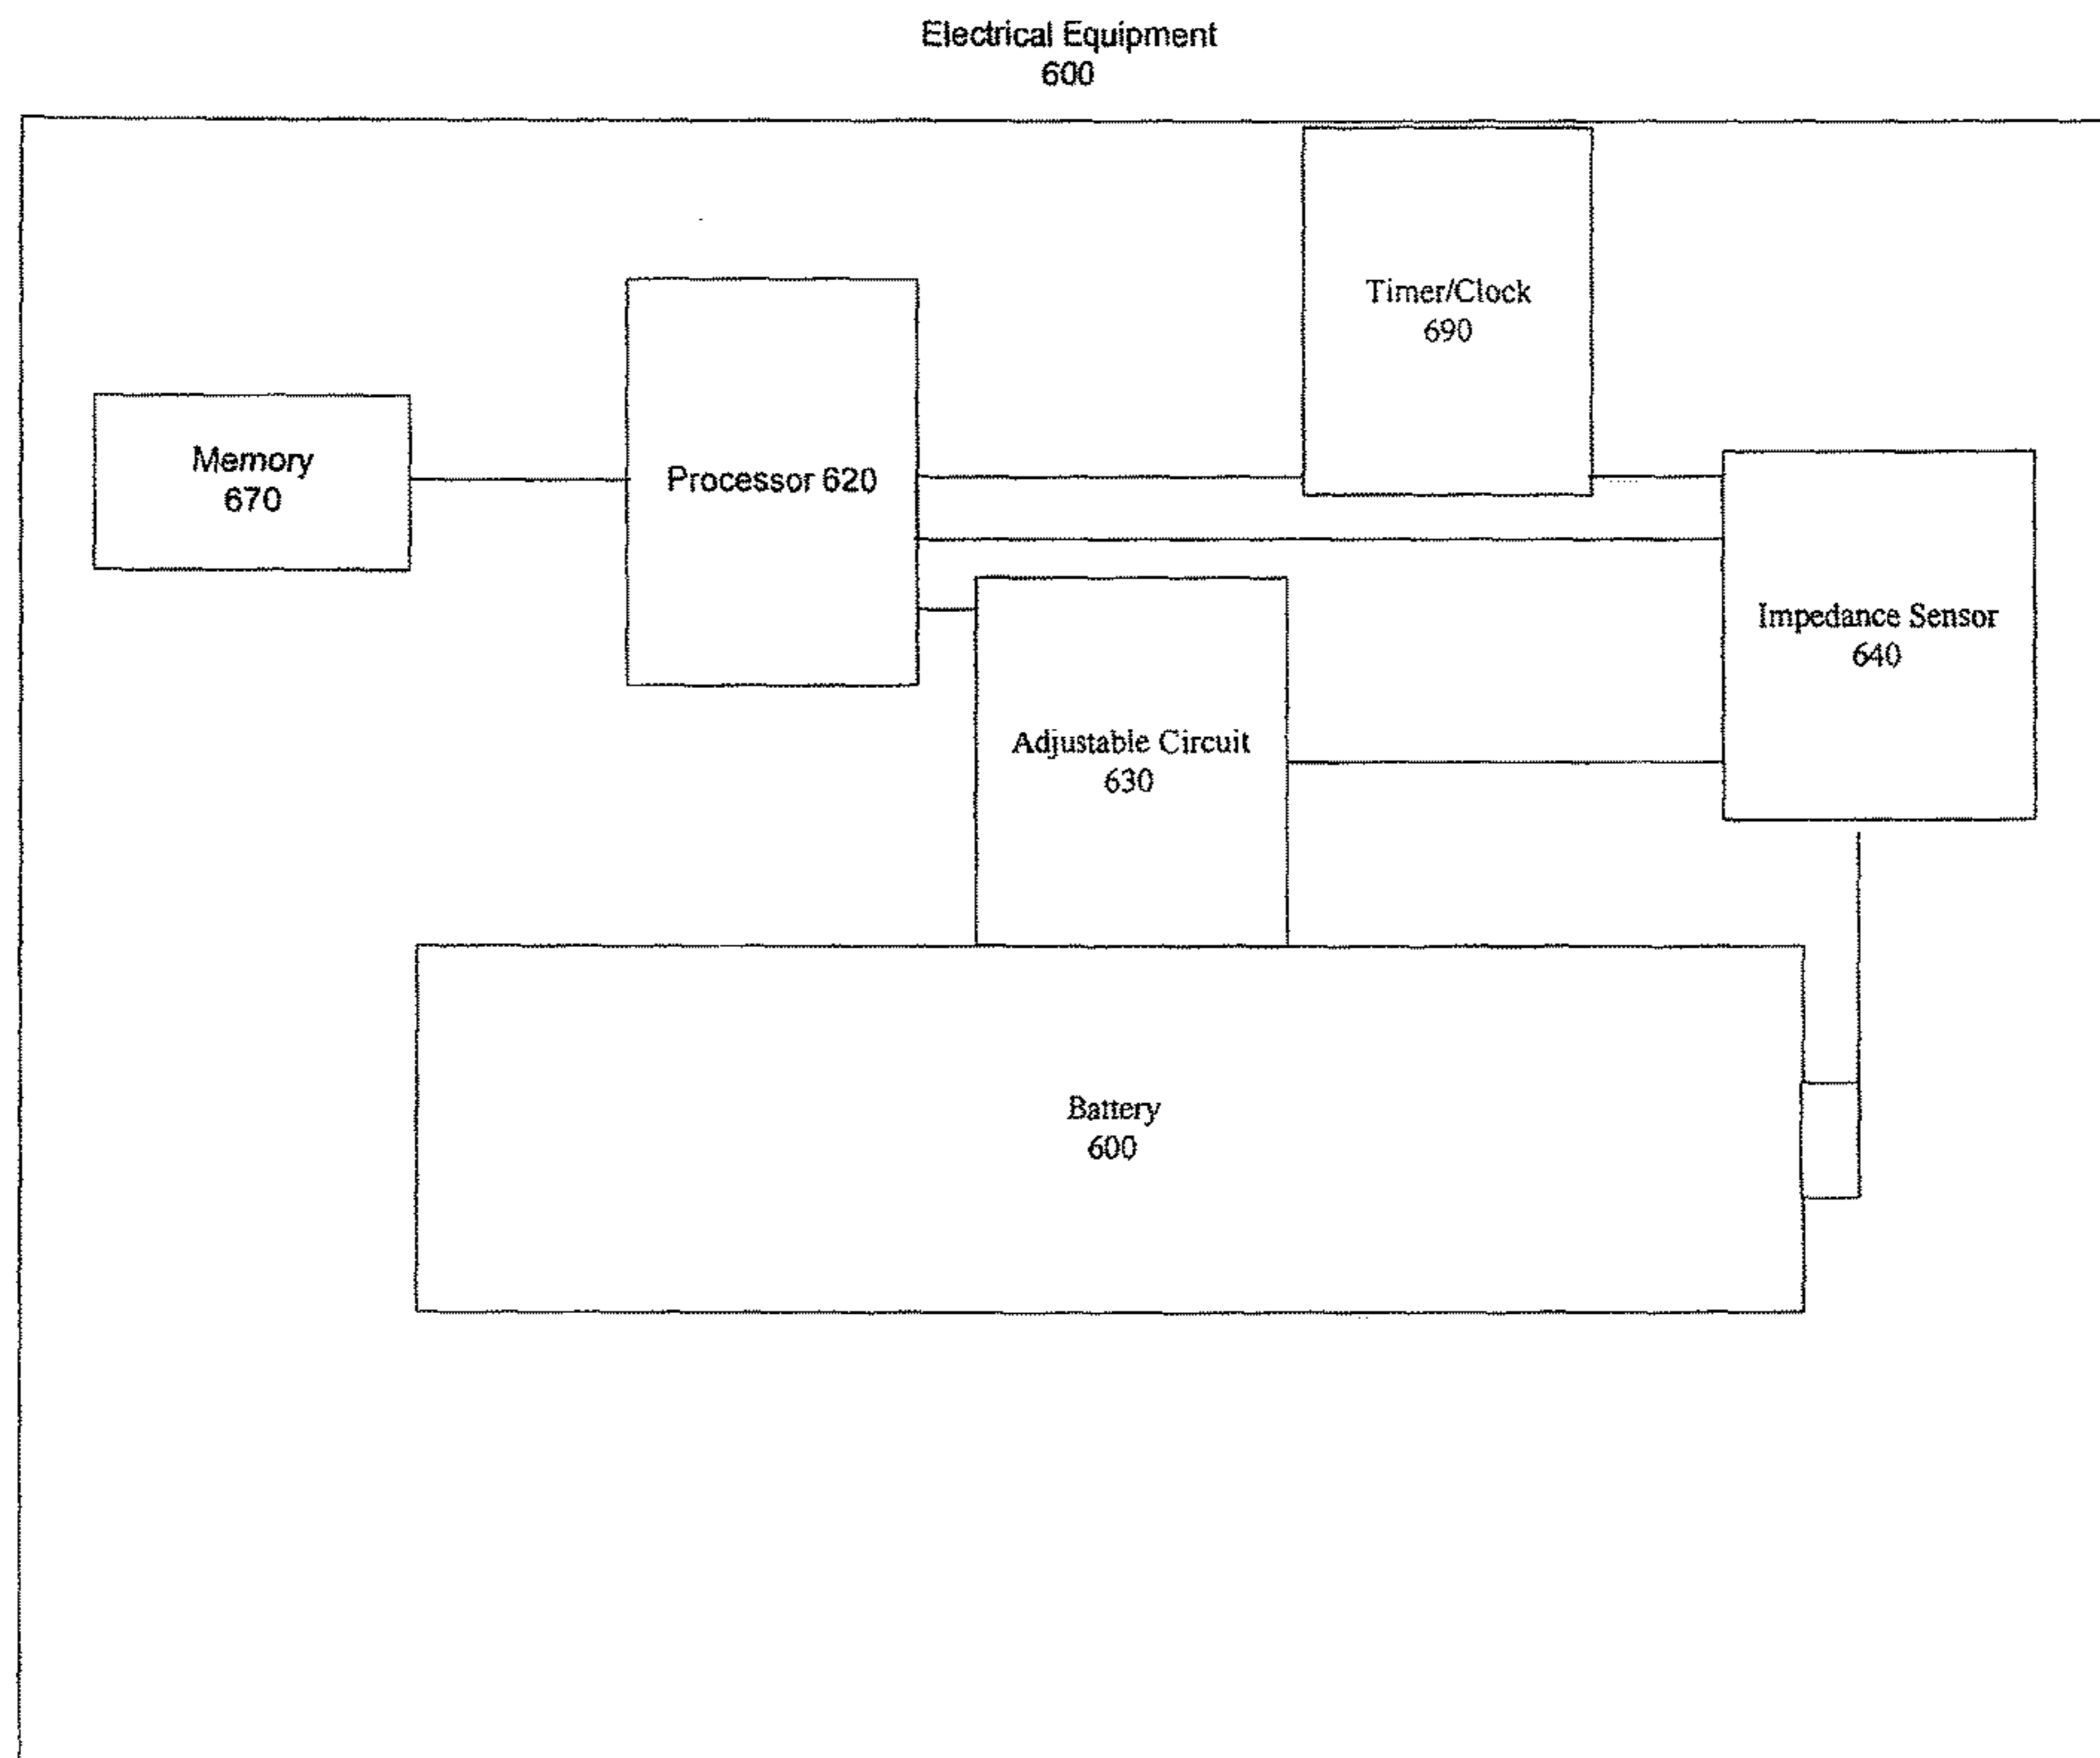 Electrical Equipment
600
Timer/Clock
690
Memory
670
Processor 620
Impedance Sensor
640
Adjustable Circuit
630
Battery
600